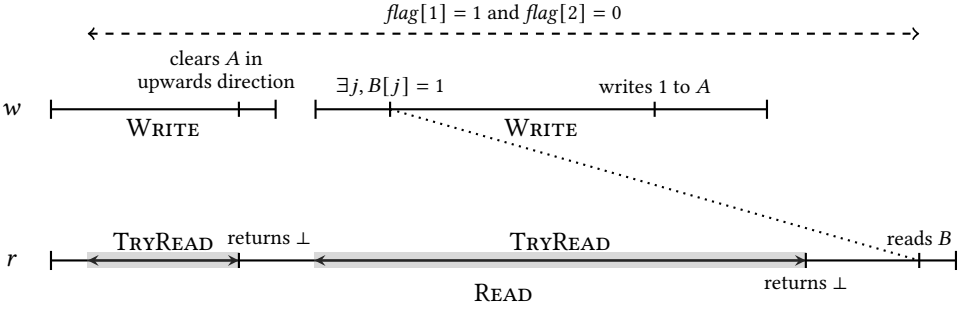 flag[1] = 1 and flag[2] = 0
clears A in
upwards direction
∃j, B[j] = 1
writes 1 to A
w
WRITE
WRITE
TRYREAD
returns ⊥
TRYREAD
reads B
r
returns ⊥
READ